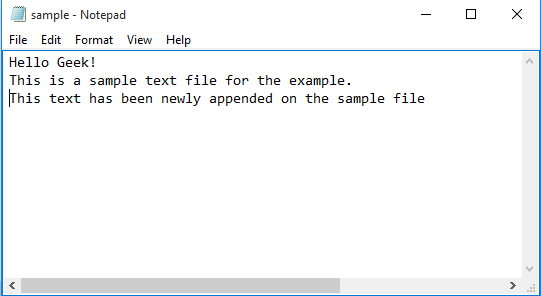 sample - Notepad
File Edit Format View Help
Hello Geek!
This is a sample text file for the example.
This text has been newly appended on the sample file